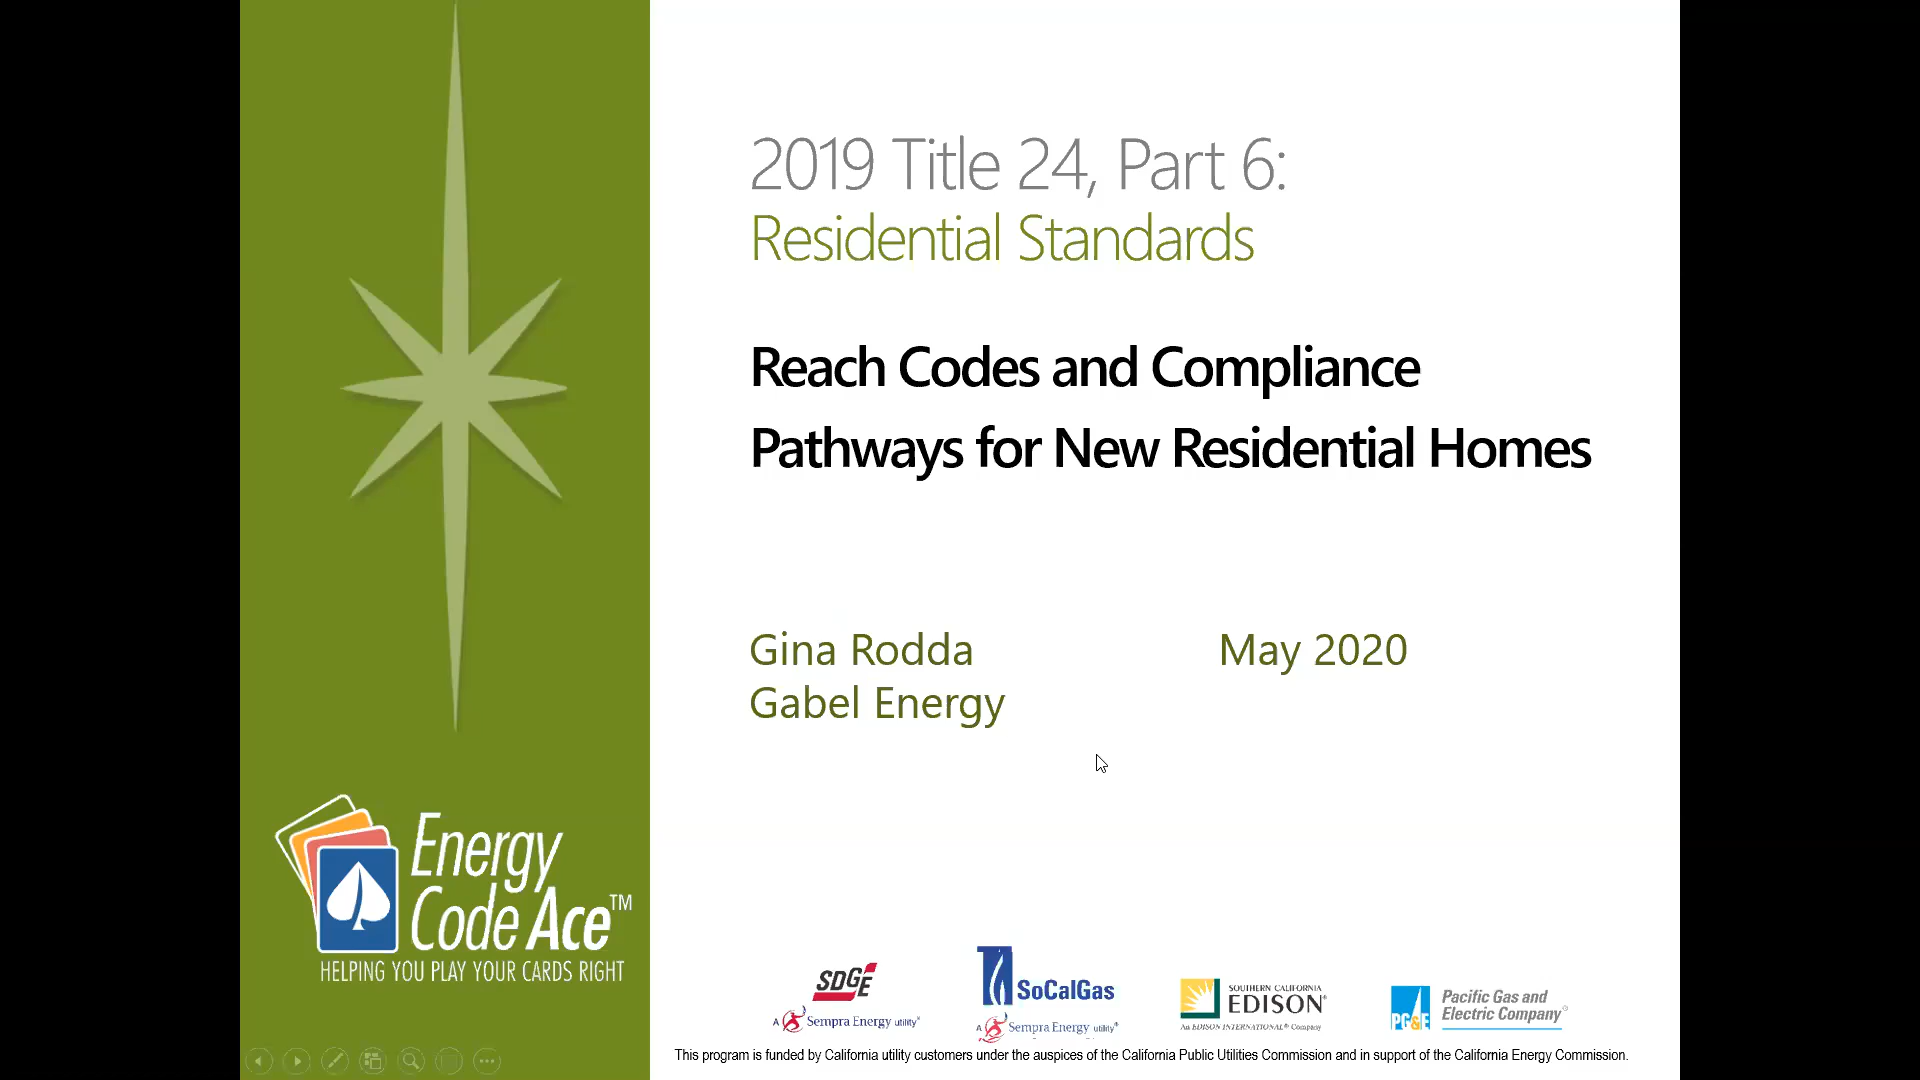 2019 Title 24, Part 6:
Residential Standards
Reach Codes and Compliance
Pathways for New Residential Homes
Gina Rodda
May 2020
Gabel Energy
Energy
Code Ace™
HELPING YOU PLAY YOUR CARDS RIGHT
SDGE
A Sempra Energy utility®
SoCalGas
A Sempra Energy utility®
SOUTHERN CALIFORNIA
EDISON®
An EDISON INTERNATIONAL® Company
PG&E
Pacific Gas and
Electric Company®
This program is funded by California utility customers under the auspices of the California Public Utilities Commission and in support of the California Energy Commission.